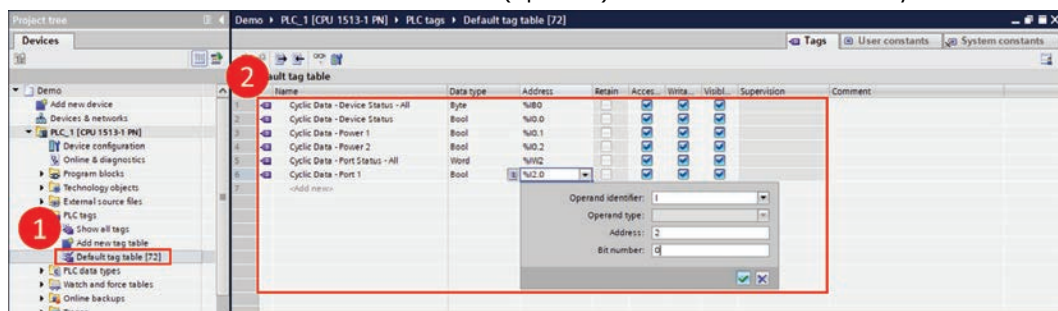 Project tree
Demo ▸ PLC_1 [CPU 1513-1 PN] ▸ PLC tags ▸ Default tag table [72]
Devices
Tags
User constants
System constants
2
ault tag table
Name Data type Address Retain Acces... Writa... Visibl... Supervision Comment
1 Cyclic Data - Device Status - All Byte %IB0
2 Cyclic Data - Device Status Bool %I0.0
3 Cyclic Data - Power 1 Bool %I0.1
4 Cyclic Data - Power 2 Bool %I0.2
5 Cyclic Data - Port Status - All Word %IW2
6 Cyclic Data - Port 1 Bool %I2.0
7 <Add new>
Operand identifier: I
Operand type:
Address: 2
Bit number: 0
Demo
Add new device
Devices & networks
PLC_1 [CPU 1513-1 PN]
Device configuration
Online & diagnostics
Program blocks
Technology objects
External source files
PLC tags
1
Show all tags
Add new tag table
Default tag table [72]
PLC data types
Watch and force tables
Online backups